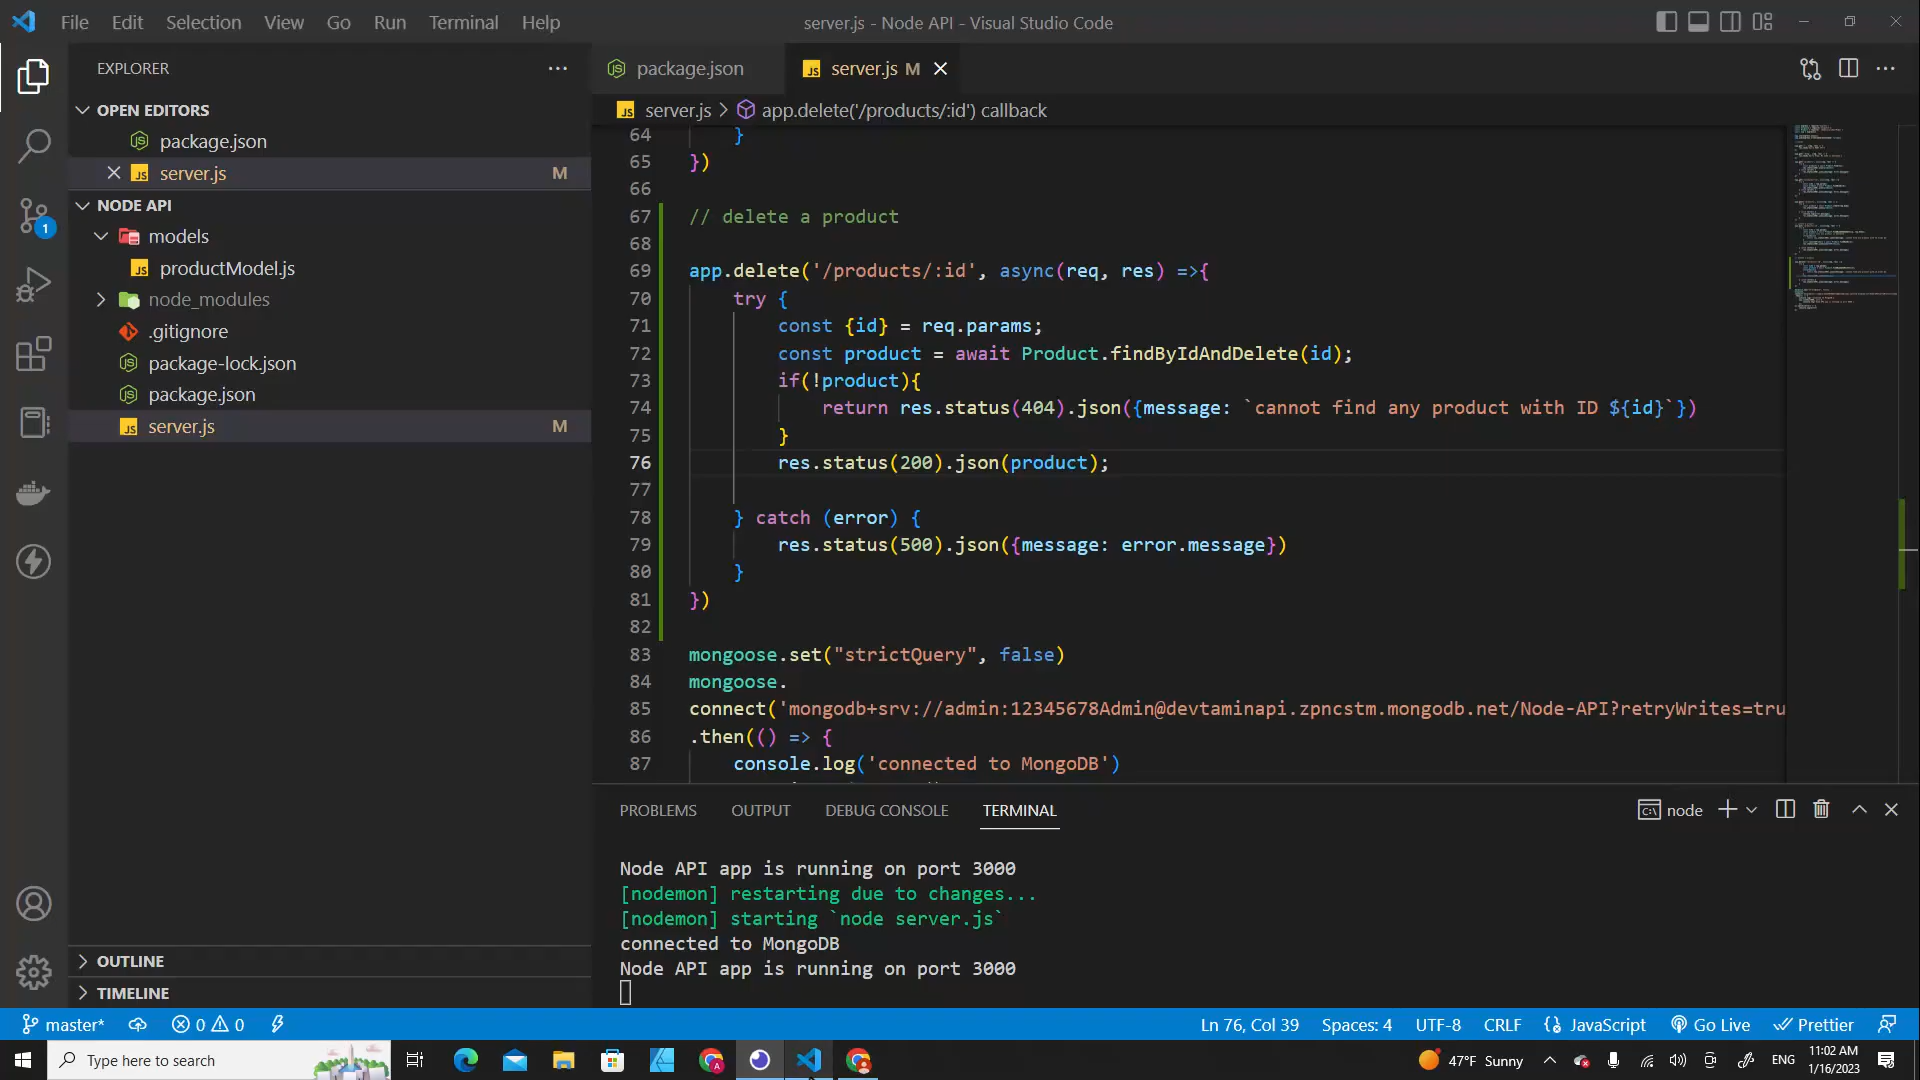 File Edit Selection View Go Run Terminal Help
server.js - Node API - Visual Studio Code
EXPLORER
OPEN EDITORS
package.json
server.js M
NODE API
models
productModel.js
node_modules
.gitignore
package-lock.json
package.json
server.js M
OUTLINE
TIMELINE
1
package.json
server.js M
server.js > app.delete('/products/:id') callback
64 }
65 })
66
67 // delete a product
68
69 app.delete('/products/:id', async(req, res) =>{
70 try {
71 const {id} = req.params;
72 const product = await Product.findByIdAndDelete(id);
73 if(!product){
74 return res.status(404).json({message: `cannot find any product with ID ${id}`})
75 }
76 res.status(200).json(product);
77
78 } catch (error) {
79 res.status(500).json({message: error.message})
80 }
81 })
82
83 mongoose.set("strictQuery", false)
84 mongoose.
85 connect('mongodb+srv://admin:12345678Admin@devtaminapi.zpncstm.mongodb.net/Node-API?retryWrites=tru
86 .then(() => {
87 console.log('connected to MongoDB')
PROBLEMS OUTPUT DEBUG CONSOLE TERMINAL
node
Node API app is running on port 3000
[nodemon] restarting due to changes...
[nodemon] starting `node server.js`
connected to MongoDB
Node API app is running on port 3000
master* 0 0 Ln 76, Col 39 Spaces: 4 UTF-8 CRLF {} JavaScript Go Live Prettier
Type here to search
47°F Sunny
ENG
11:02 AM
1/16/2023